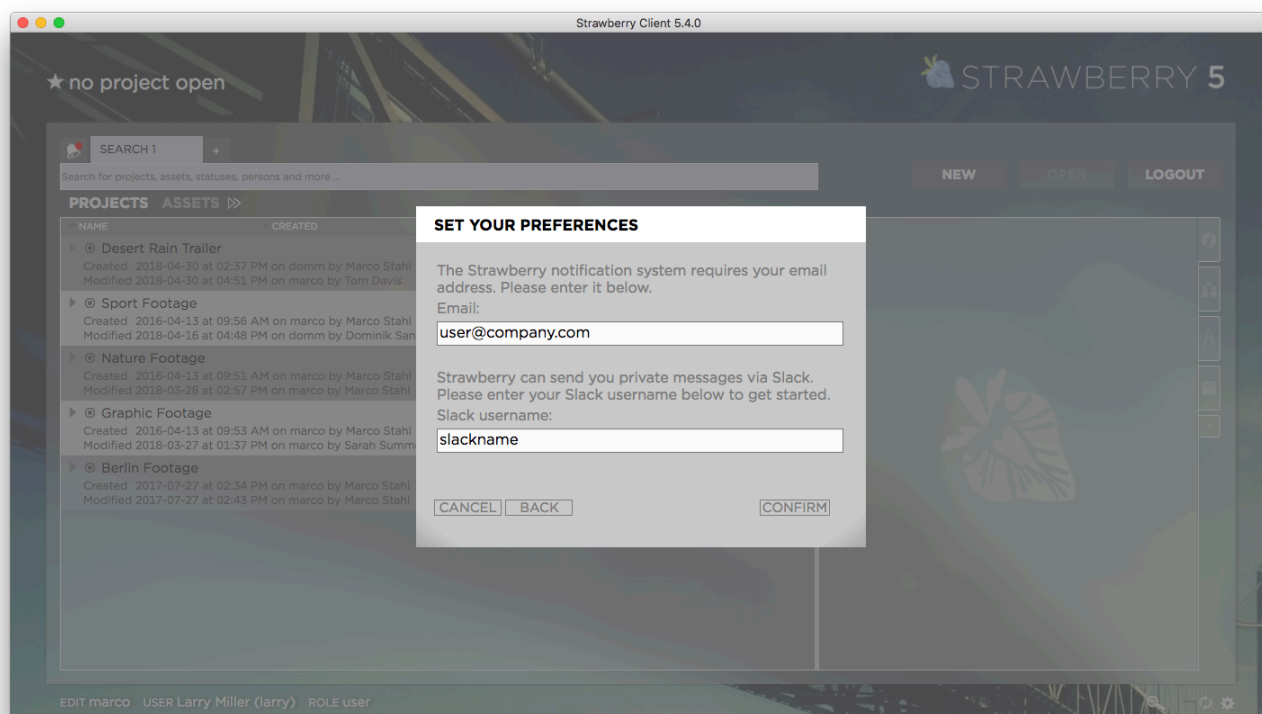 Strawberry Client 5.4.0
★ no project open
STRAWBERRY 5
SEARCH 1
+
Search for projects, assets, statuses, persons and more ...
NEW
OPEN
LOGOUT
PROJECTS ASSETS
NAME
CREATED
Desert Rain Trailer
Created 2018-04-30 at 02:37 PM on domm by Marco Stahl
Modified 2018-04-30 at 04:51 PM on marco by Tom Davis
Sport Footage
Created 2016-04-13 at 09:56 AM on marco by Marco Stahl
Modified 2018-04-16 at 04:48 PM on domm by Dominik San
Nature Footage
Created 2016-04-13 at 09:51 AM on marco by Marco Stahl
Modified 2018-03-28 at 02:57 PM on marco by Marco Stahl
Graphic Footage
Created 2016-04-13 at 09:53 AM on marco by Marco Stahl
Modified 2018-03-27 at 01:37 PM on marco by Sarah Summ
Berlin Footage
Created 2017-07-27 at 02:34 PM on marco by Marco Stahl
Modified 2017-07-27 at 02:43 PM on marco by Marco Stahl
SET YOUR PREFERENCES
The Strawberry notification system requires your email
address. Please enter it below.
Email:
user@company.com
Strawberry can send you private messages via Slack.
Please enter your Slack username below to get started.
Slack username:
slackname
CANCEL
BACK
CONFIRM
EDIT marco USER Larry Miller (larry) ROLE user